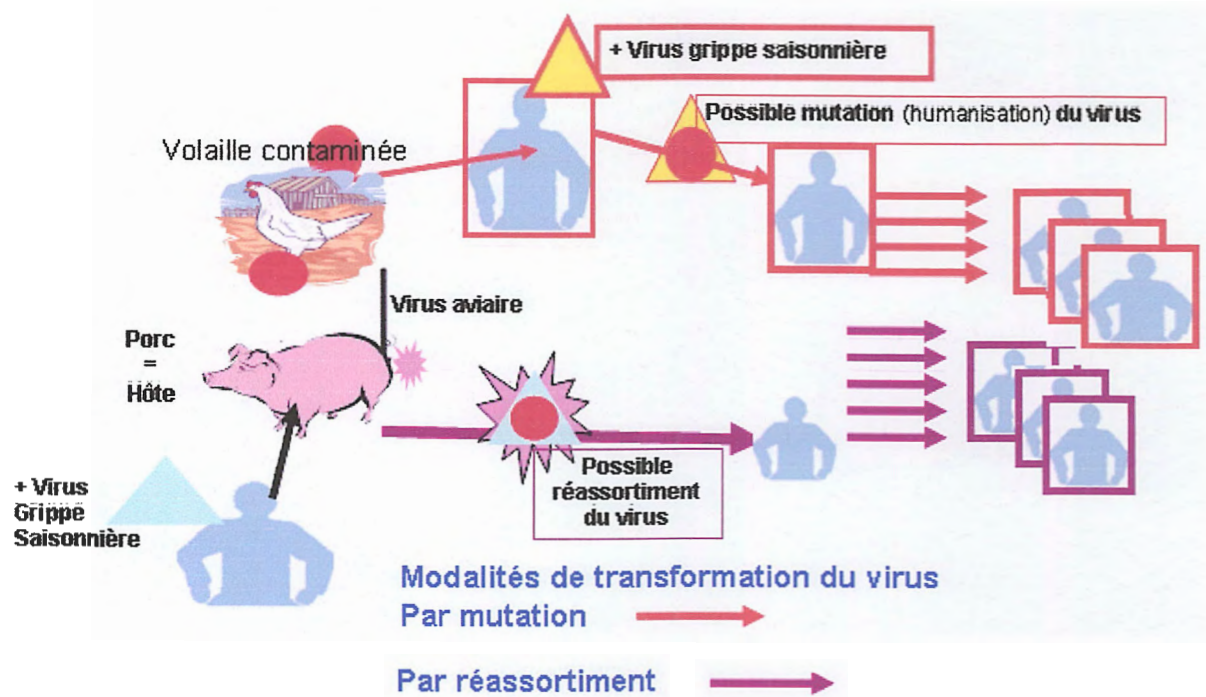 + Virus grippe saisonnière
Possible mutation (humanisation) du virus
Volaille contaminée
Virus aviaire
Porc
=
Hôte
+ Virus
Grippe
Saisonnière
Possible
réassortiment
du virus
Modalités de transformation du virus
Par mutation
Par réassortiment